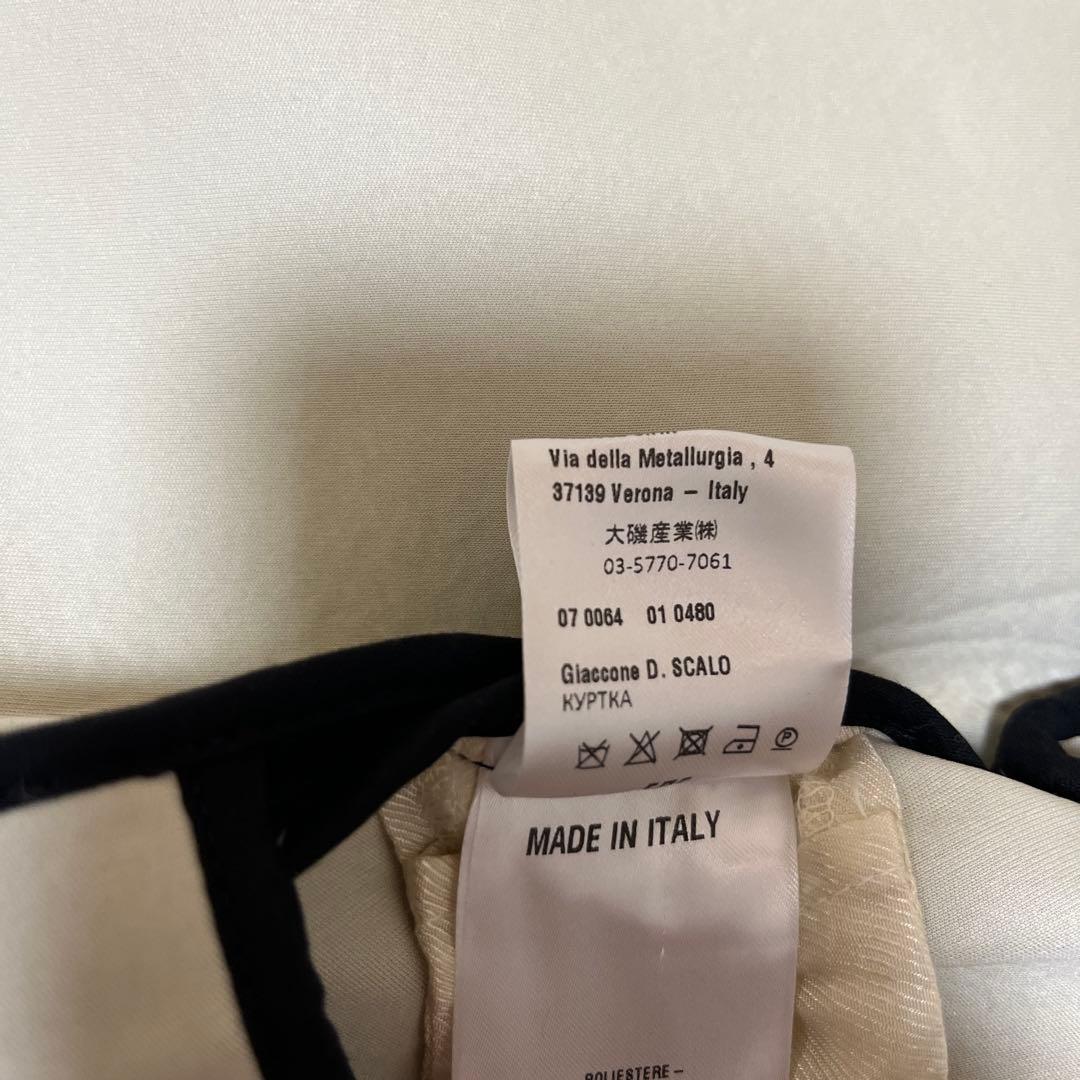 Via della Metallurgia , 4
37139 Verona – Italy
大磯産業㈱
03-5770-7061
07 0064 01 0480
Giaccone D. SCALO
КУРТКА
P
MADE IN ITALY
POLIESTERE –